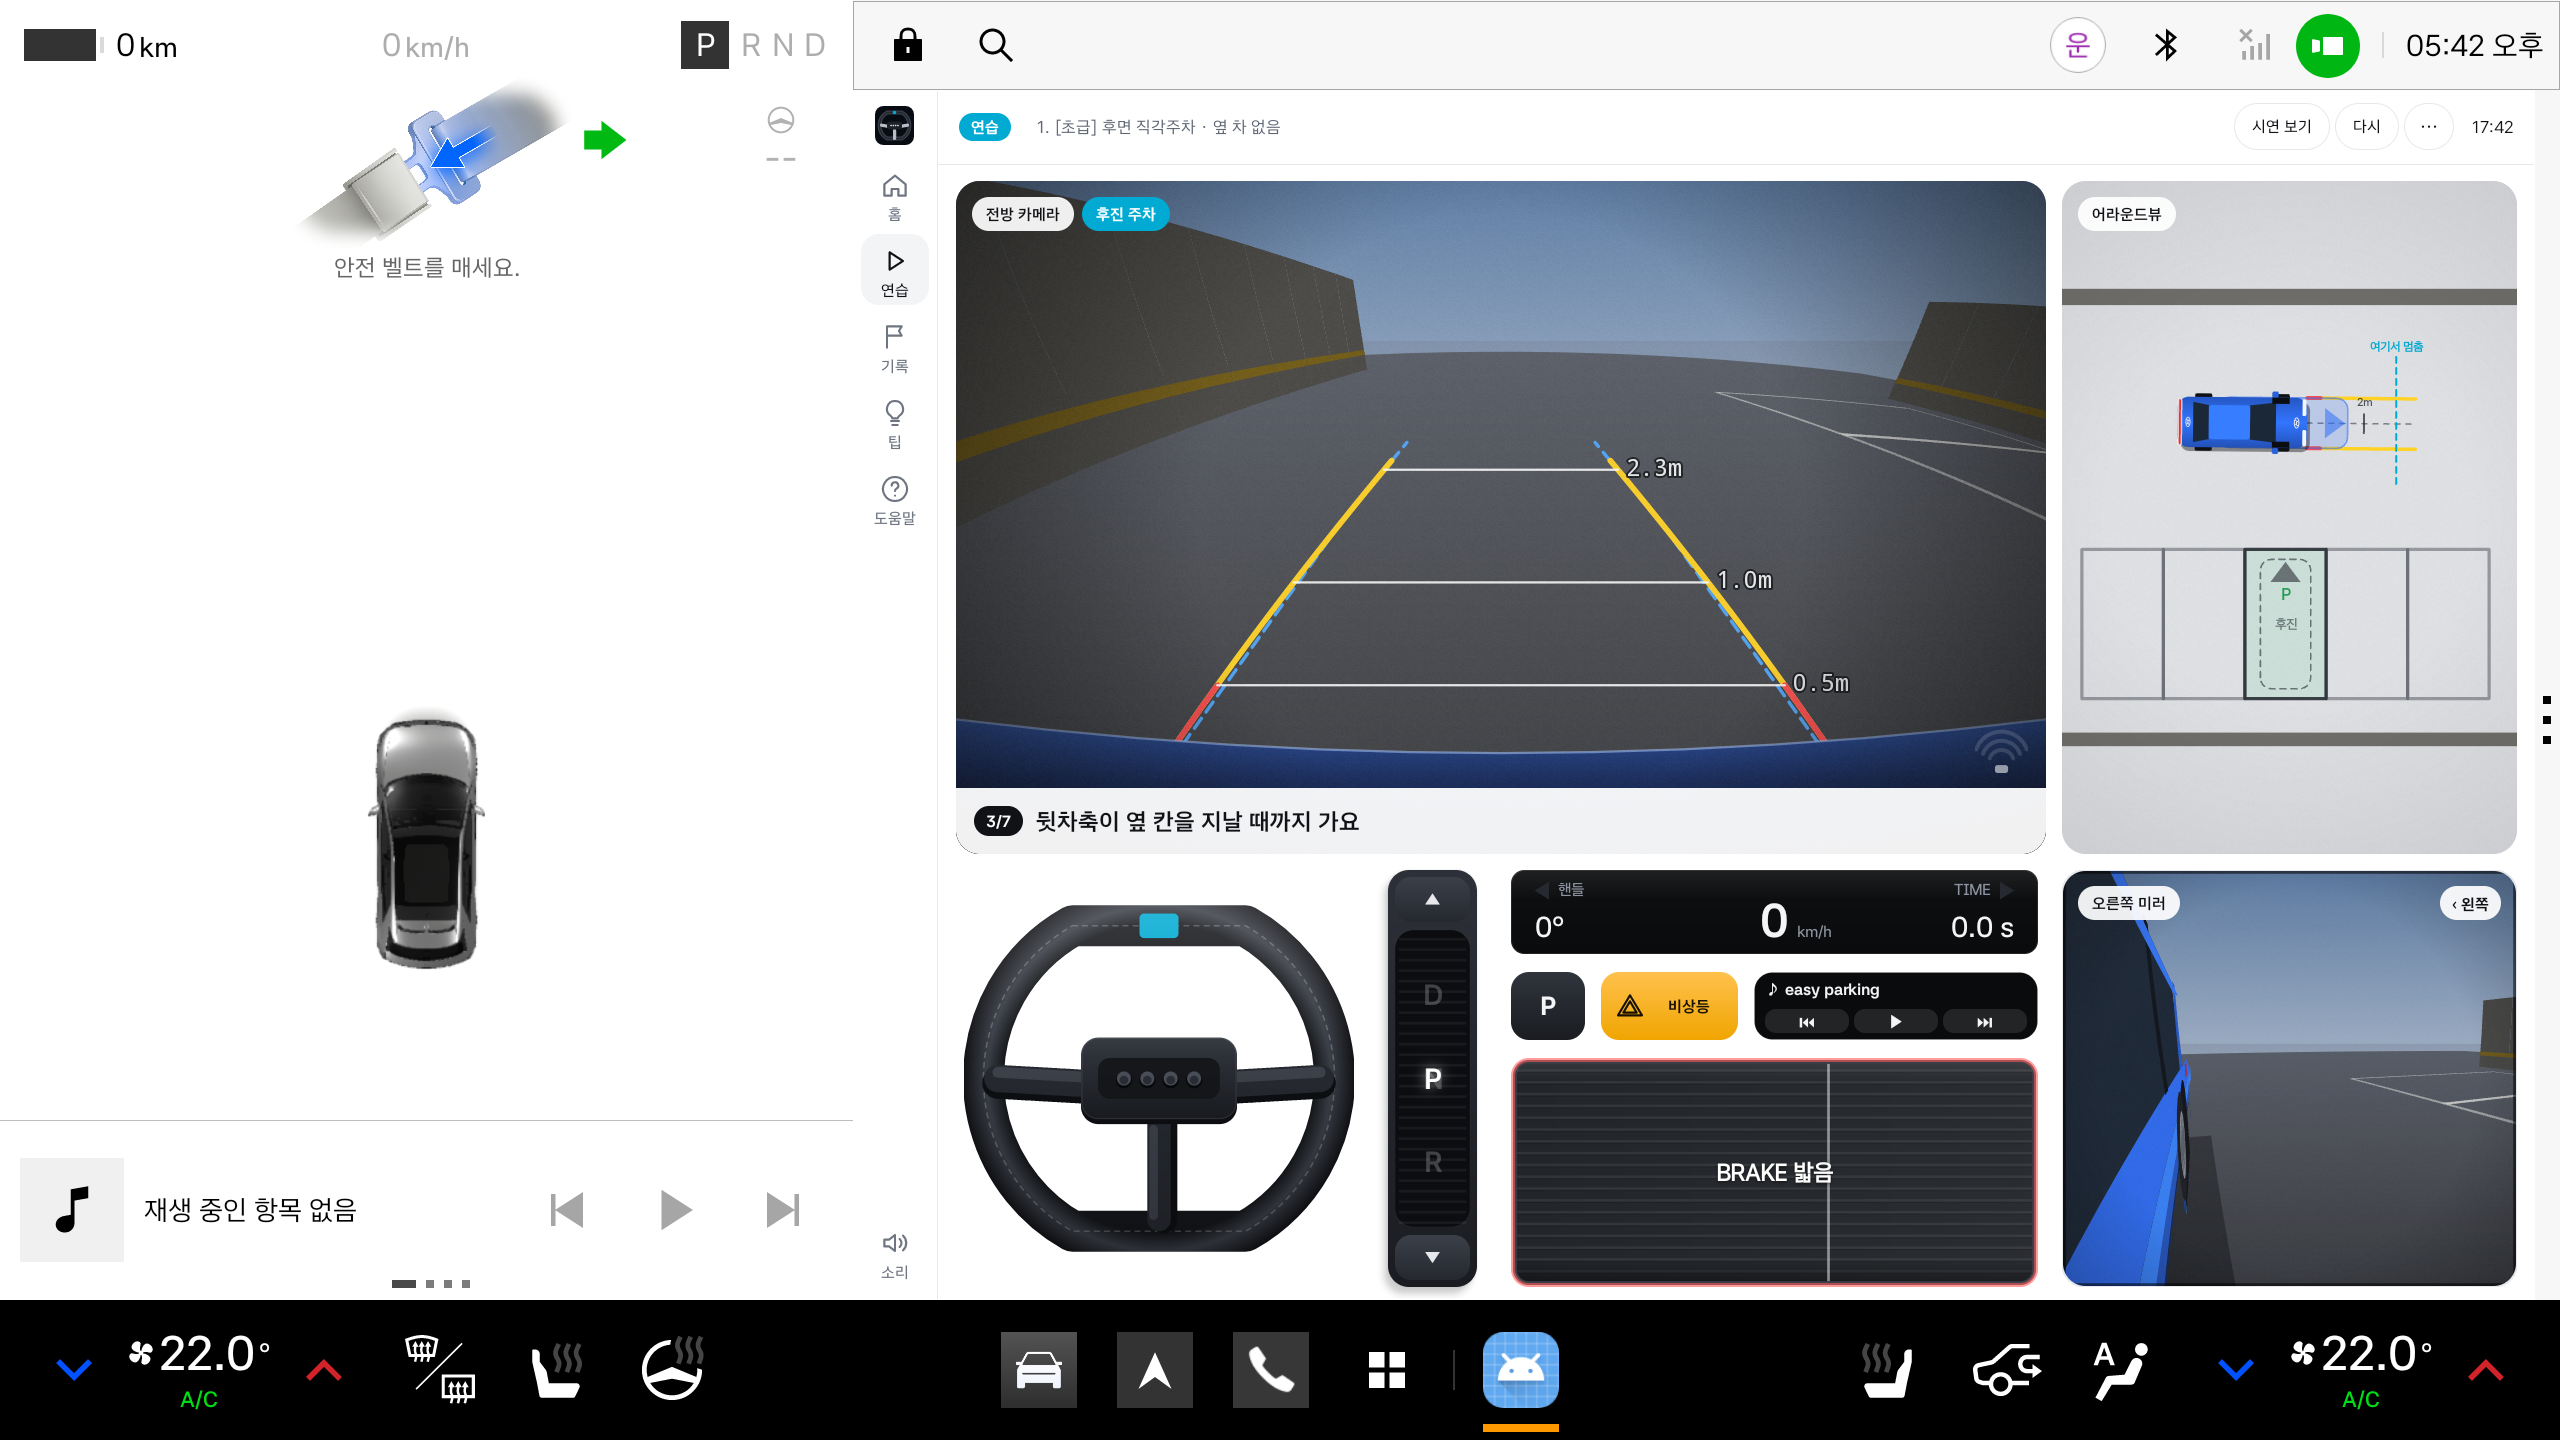 0 km
0 km/h
P R N D
운
05:42 오후
안전 벨트를 매세요.
연습
1. [초급] 후면 직각주차 · 옆 차 없음
시연 보기
다시
17:42
홈
연습
기록
팁
도움말
소리
전방 카메라
후진 주차
2.3m
1.0m
0.5m
3/7
뒷차축이 옆 칸을 지날 때까지 가요
어라운드뷰
여기서 멈춤
2m
P
후진
D
P
R
핸들
0°
0 km/h
TIME
0.0 s
P
비상등
easy parking
BRAKE 밟음
오른쪽 미러
‹ 왼쪽
재생 중인 항목 없음
22.0°
A/C
A
22.0°
A/C